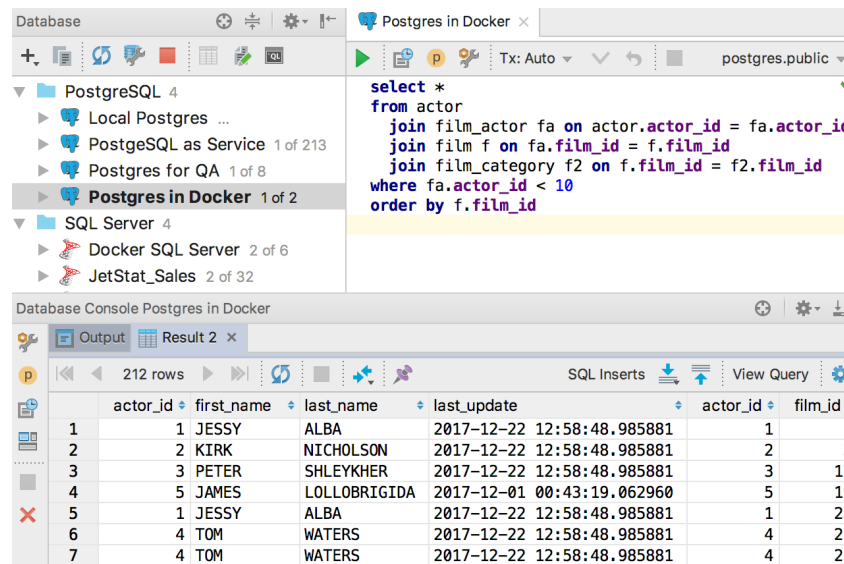 Database
PostgreSQL 4
Local Postgres ...
PostgeSQL as Service 1 of 213
Postgres for QA 1 of 8
Postgres in Docker 1 of 2
SQL Server 4
Docker SQL Server 2 of 6
JetStat_Sales 2 of 32
Postgres in Docker
p Tx: Auto postgres.public
select *
from actor
join film_actor fa on actor.actor_id = fa.actor_id
join film f on fa.film_id = f.film_id
join film_category f2 on f.film_id = f2.film_id
where fa.actor_id < 10
order by f.film_id
Database Console Postgres in Docker
Output Result 2
p 212 rows SQL Inserts View Query
actor_id first_name last_name last_update actor_id film_id
1 1 JESSY ALBA 2017-12-22 12:58:48.985881 1
2 2 KIRK NICHOLSON 2017-12-22 12:58:48.985881 2
3 3 PETER SHLEYKHER 2017-12-22 12:58:48.985881 3 1
4 5 JAMES LOLLOBRIGIDA 2017-12-01 00:43:19.062960 5 1
5 1 JESSY ALBA 2017-12-22 12:58:48.985881 1 2
6 4 TOM WATERS 2017-12-22 12:58:48.985881 4 2
7 4 TOM WATERS 2017-12-22 12:58:48.985881 4 2